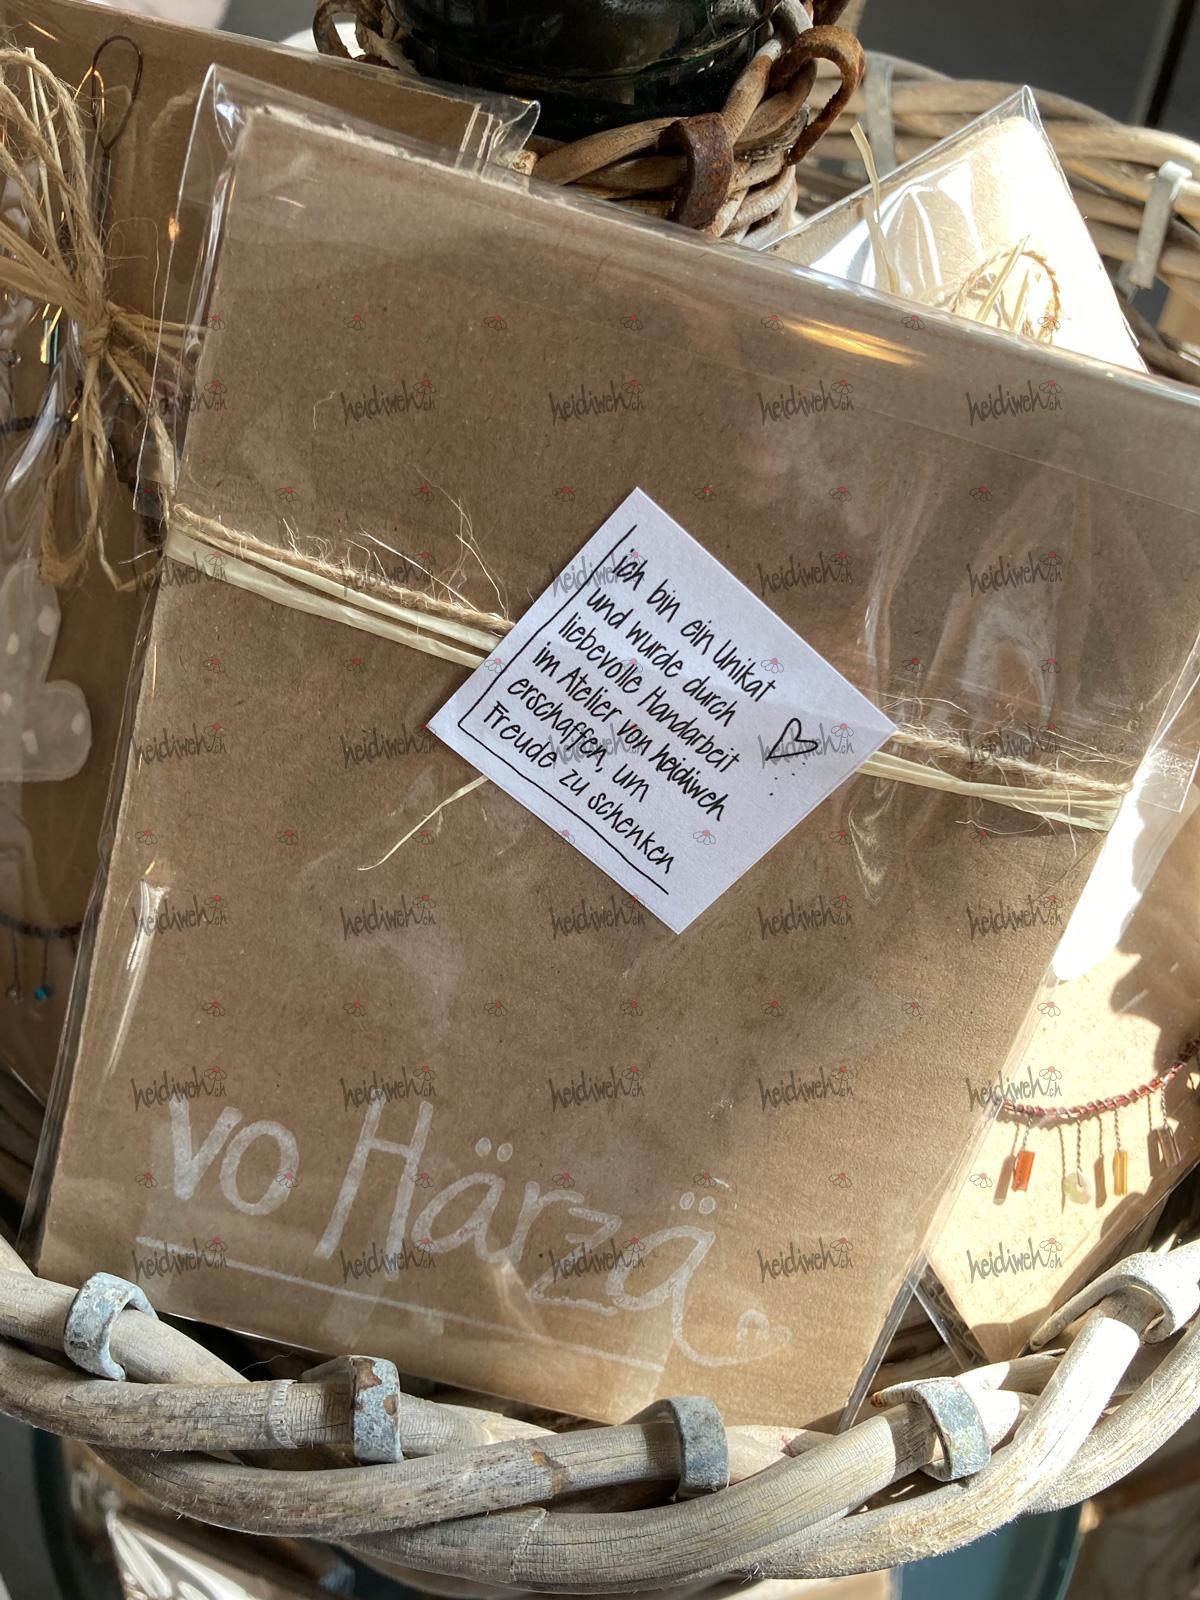 ich bin ein Unikat
und wurde durch
liebevolle Handarbeit
im Atelier von heidiweh
erschaffen, um
Freude zu schenken
vo Härzä
heidiweh.ch